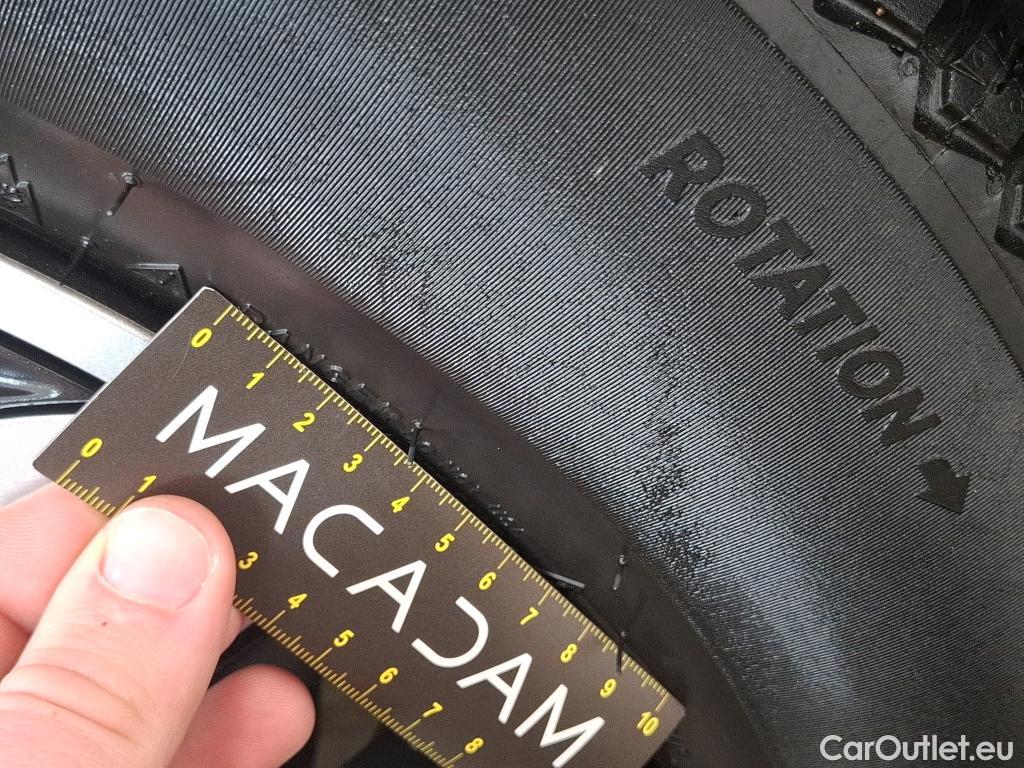 ROTATION
0 1 2 3 4 5 6 7 8 9 10
MACADAM
0 1 3 4 5 6 7 8
CarOutlet.eu